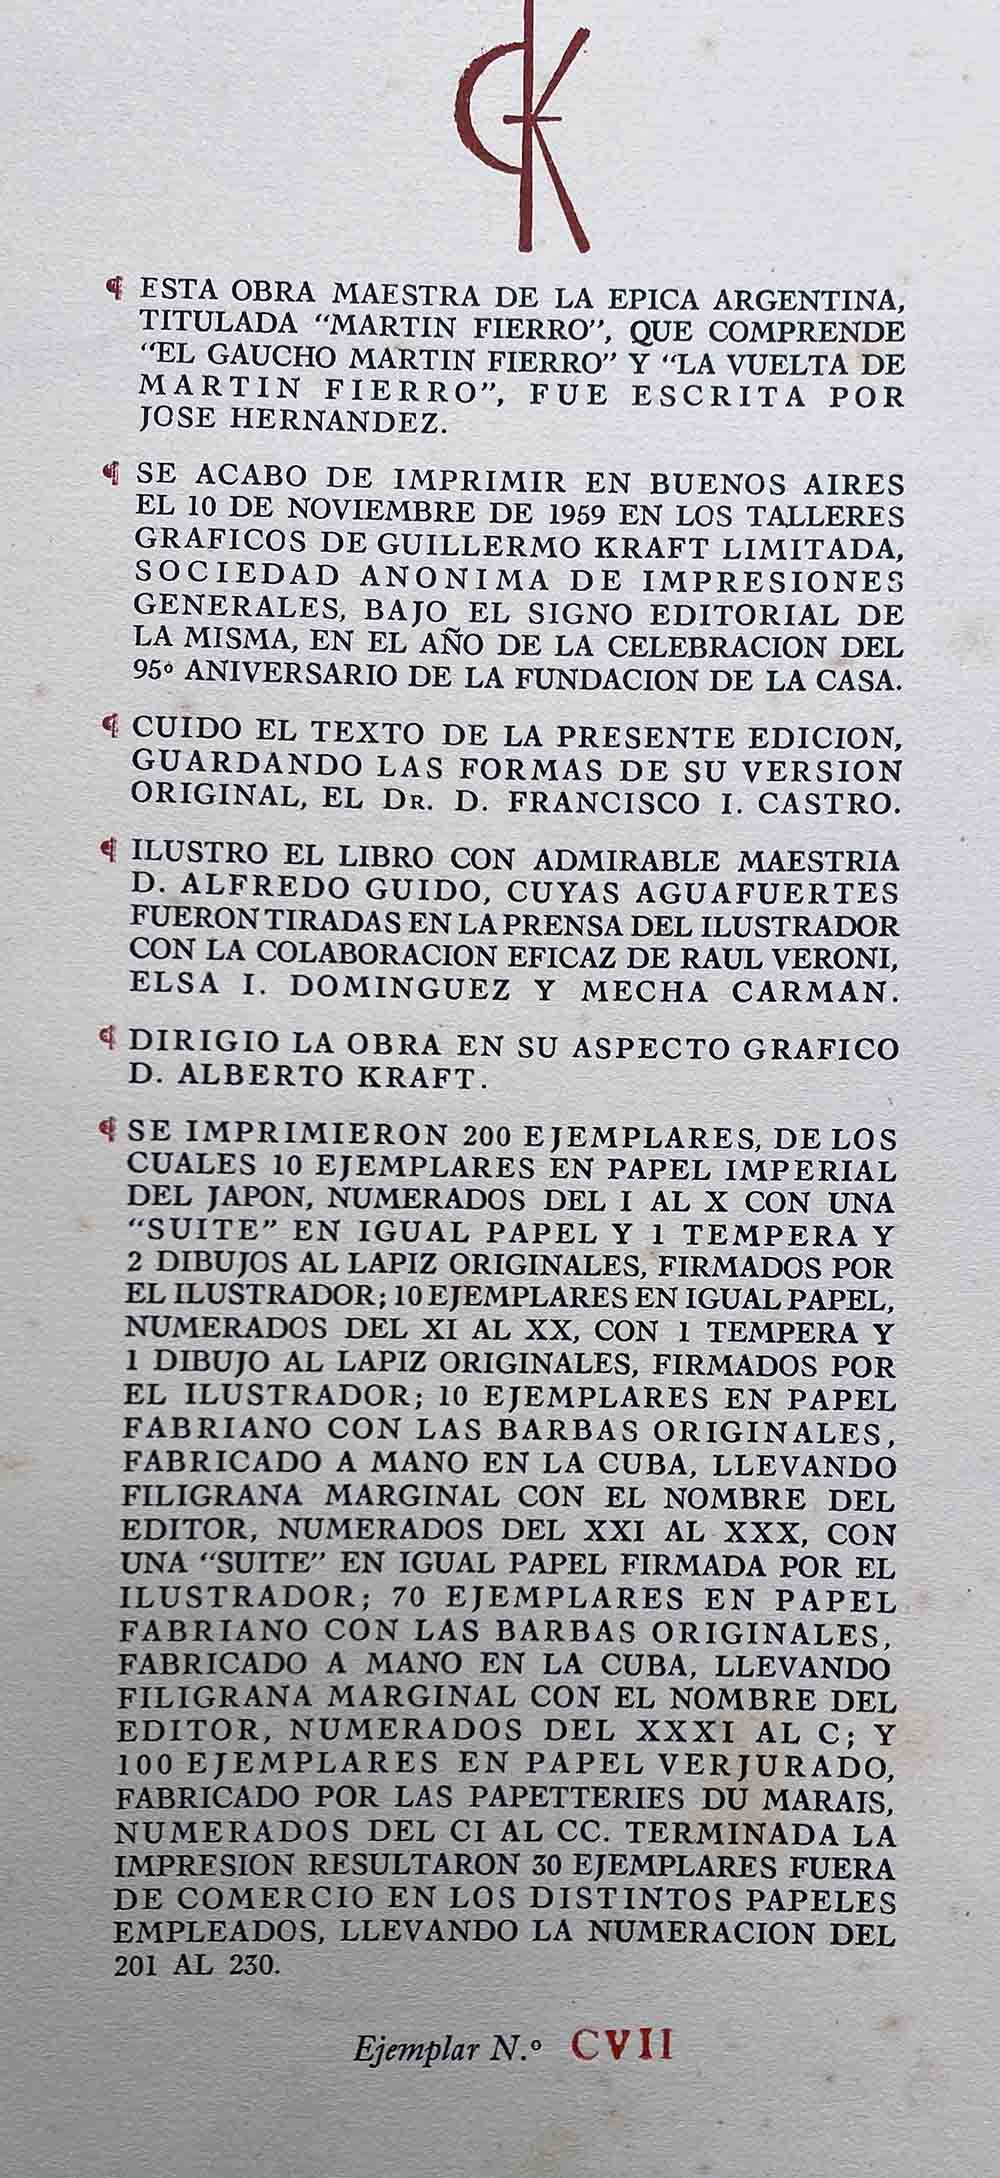 GK
¶ ESTA OBRA MAESTRA DE LA EPICA ARGENTINA,
TITULADA “MARTIN FIERRO”, QUE COMPRENDE
“EL GAUCHO MARTIN FIERRO” Y “LA VUELTA DE
MARTIN FIERRO”, FUE ESCRITA POR
JOSE HERNANDEZ.
¶ SE ACABO DE IMPRIMIR EN BUENOS AIRES
EL 10 DE NOVIEMBRE DE 1959 EN LOS TALLERES
GRAFICOS DE GUILLERMO KRAFT LIMITADA,
SOCIEDAD ANONIMA DE IMPRESIONES
GENERALES, BAJO EL SIGNO EDITORIAL DE
LA MISMA, EN EL AÑO DE LA CELEBRACION DEL
95º ANIVERSARIO DE LA FUNDACION DE LA CASA.
¶ CUIDO EL TEXTO DE LA PRESENTE EDICION,
GUARDANDO LAS FORMAS DE SU VERSION
ORIGINAL, EL DR. D. FRANCISCO I. CASTRO.
¶ ILUSTRO EL LIBRO CON ADMIRABLE MAESTRIA
D. ALFREDO GUIDO, CUYAS AGUAFUERTES
FUERON TIRADAS EN LA PRENSA DEL ILUSTRADOR
CON LA COLABORACION EFICAZ DE RAUL VERONI,
ELSA I. DOMINGUEZ Y MECHA CARMAN.
¶ DIRIGIO LA OBRA EN SU ASPECTO GRAFICO
D. ALBERTO KRAFT.
¶ SE IMPRIMIERON 200 EJEMPLARES, DE LOS
CUALES 10 EJEMPLARES EN PAPEL IMPERIAL
DEL JAPON, NUMERADOS DEL I AL X CON UNA
“SUITE” EN IGUAL PAPEL Y 1 TEMPERA Y
2 DIBUJOS AL LAPIZ ORIGINALES, FIRMADOS POR
EL ILUSTRADOR; 10 EJEMPLARES EN IGUAL PAPEL,
NUMERADOS DEL XI AL XX, CON 1 TEMPERA Y
1 DIBUJO AL LAPIZ ORIGINALES, FIRMADOS POR
EL ILUSTRADOR; 10 EJEMPLARES EN PAPEL
FABRIANO CON LAS BARBAS ORIGINALES,
FABRICADO A MANO EN LA CUBA, LLEVANDO
FILIGRANA MARGINAL CON EL NOMBRE DEL
EDITOR, NUMERADOS DEL XXI AL XXX, CON
UNA “SUITE” EN IGUAL PAPEL FIRMADA POR EL
ILUSTRADOR; 70 EJEMPLARES EN PAPEL
FABRIANO CON LAS BARBAS ORIGINALES,
FABRICADO A MANO EN LA CUBA, LLEVANDO
FILIGRANA MARGINAL CON EL NOMBRE DEL
EDITOR, NUMERADOS DEL XXXI AL C; Y
100 EJEMPLARES EN PAPEL VERJURADO,
FABRICADO POR LAS PAPETTERIES DU MARAIS,
NUMERADOS DEL CI AL CC. TERMINADA LA
IMPRESION RESULTARON 30 EJEMPLARES FUERA
DE COMERCIO EN LOS DISTINTOS PAPELES
EMPLEADOS, LLEVANDO LA NUMERACION DEL
201 AL 230.
Ejemplar N.º CVII